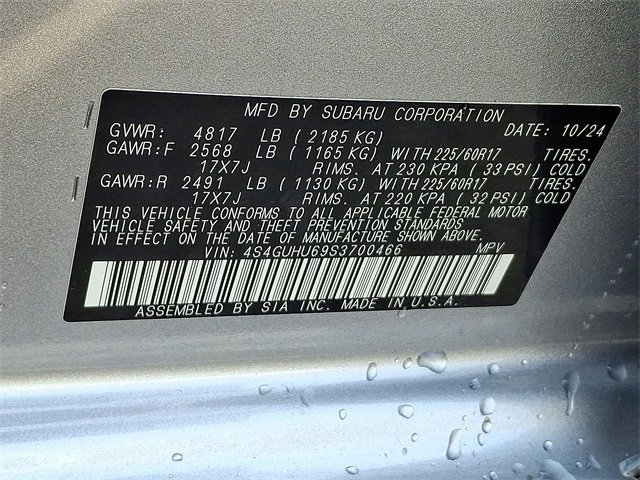 MFD BY SUBARU CORPORATION
GVWR: 4817 LB ( 2185 KG) DATE: 10/24
GAWR:F 2568 LB ( 1165 KG) WITH 225/60R17 TIRES.
17X7J RIMS. AT 230 KPA ( 33 PSI) COLD
GAWR:R 2491 LB ( 1130 KG) WITH 225/60R17 TIRES.
17X7J RIMS. AT 220 KPA ( 32 PSI) COLD
THIS VEHICLE CONFORMS TO ALL APPLICABLE FEDERAL MOTOR
VEHICLE SAFETY AND THEFT PREVENTION STANDARDS
IN EFFECT ON THE DATE OF MANUFACTURE SHOWN ABOVE.
VIN: 4S4GUHU69S3700466 MPV
ASSEMBLED BY SIA INC. MADE IN U.S.A.